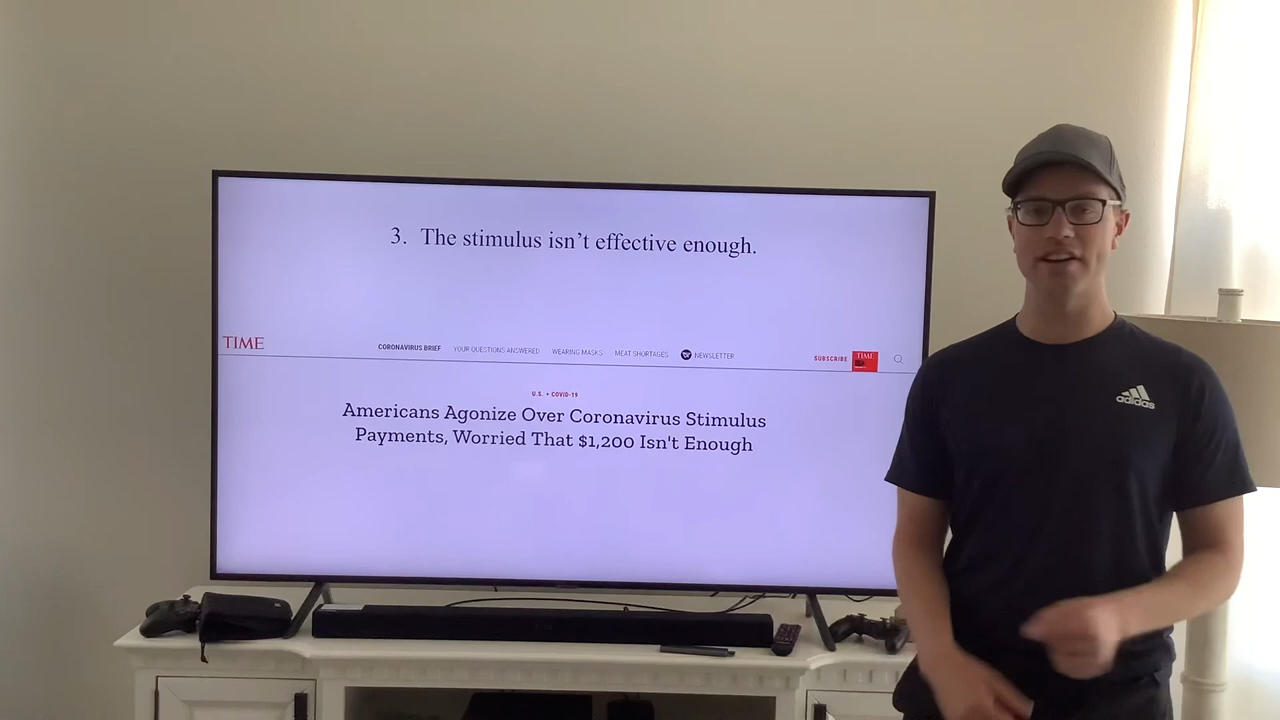 3. The stimulus isn't effective enough.
TIME
CORONAVIRUS BRIEF YOUR QUESTIONS ANSWERED WEARING MASKS MEAT SHORTAGES NEWSLETTER
SUBSCRIBE TIME
U.S. • COVID-19
Americans Agonize Over Coronavirus Stimulus
Payments, Worried That $1,200 Isn't Enough
adidas